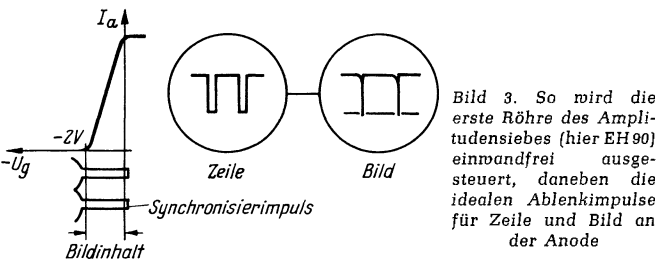 Ia
-2V
-Ug
Zeile
Bild
Synchronisierimpuls
Bildinhalt
Bild 3. So wird die
erste Röhre des Ampli-
tudensiebes (hier EH 90)
einwandfrei ausge-
steuert, daneben die
idealen Ablenkimpulse
für Zeile und Bild an
der Anode